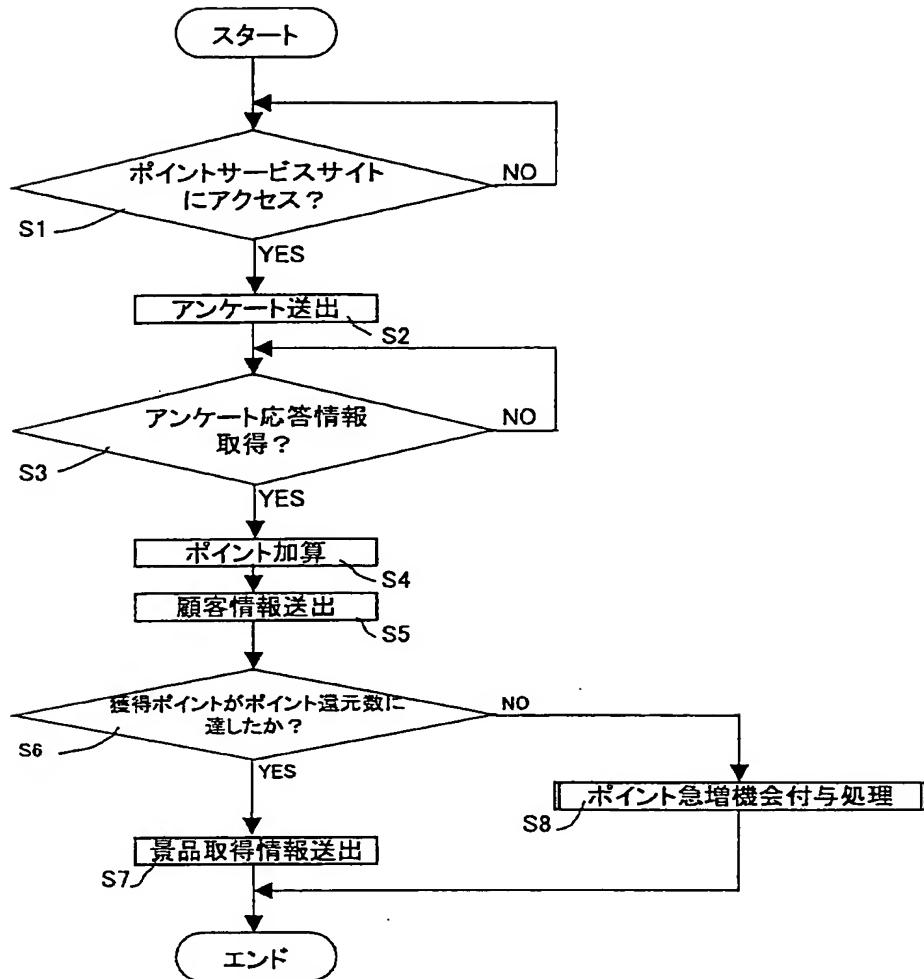 スタート
ポイントサービスサイト
にアクセス?
NO
S1
YES
アンケート送出
S2
アンケート応答情報
取得?
NO
S3
YES
ポイント加算
S4
顧客情報送出
S5
獲得ポイントがポイント還元数に
達したか?
NO
S6
YES
ポイント急増機会付与処理
S8
景品取得情報送出
S7
エンド